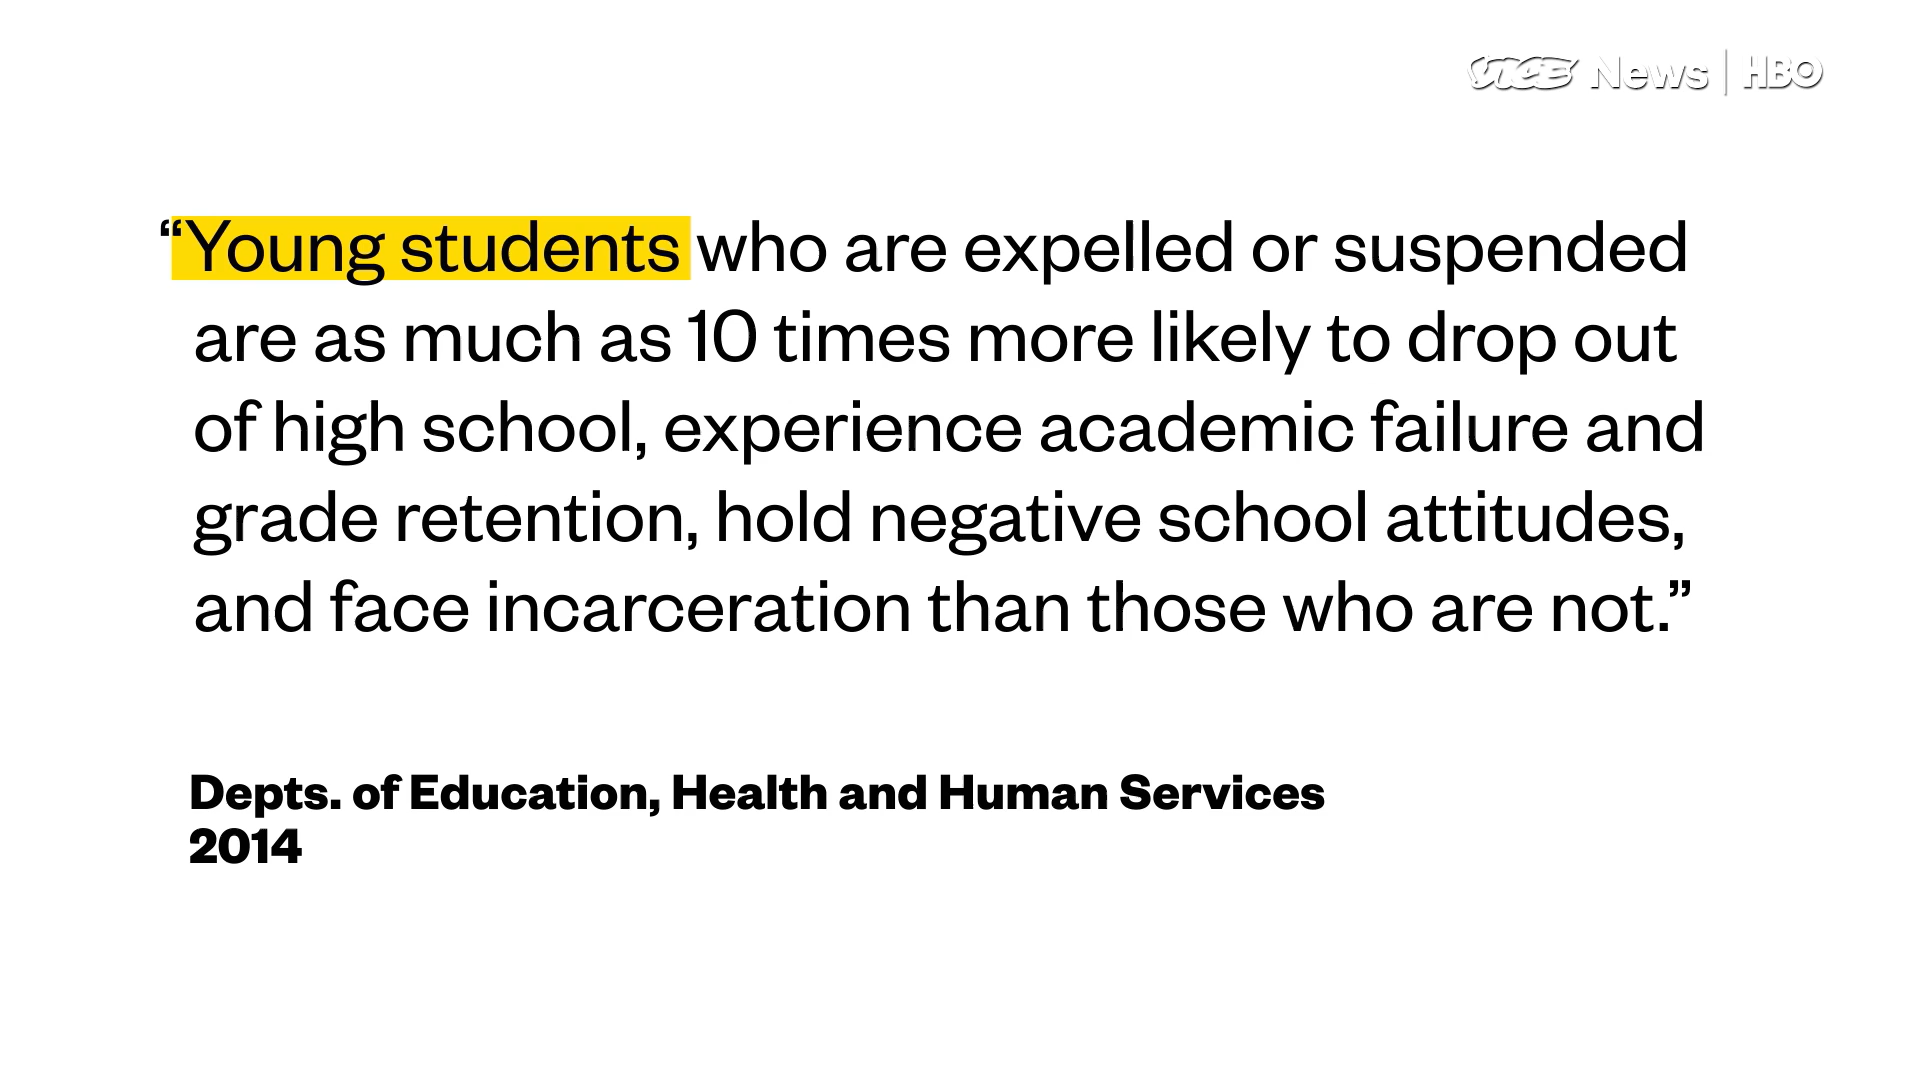 VICE News | HBO
“Young students who are expelled or suspended
are as much as 10 times more likely to drop out
of high school, experience academic failure and
grade retention, hold negative school attitudes,
and face incarceration than those who are not.”
Depts. of Education, Health and Human Services
2014